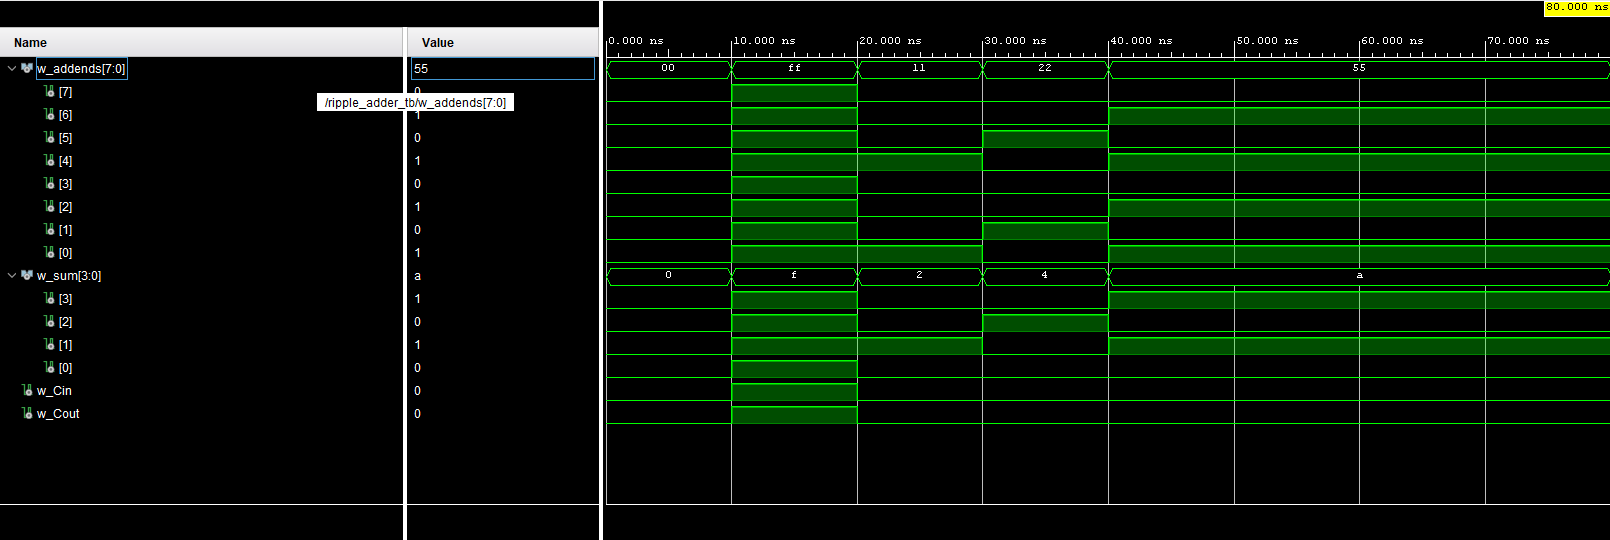 80.000 ns
Name Value
0.000 ns 10.000 ns 20.000 ns 30.000 ns 40.000 ns 50.000 ns 60.000 ns 70.000 ns
w_addends[7:0] 55 00 ff 11 22 55
[7]
/ripple_adder_tb/w_addends[7:0]
[6] 1
[5] 0
[4] 1
[3] 0
[2] 1
[1] 0
[0] 1
w_sum[3:0] a 0 f 2 4 a
[3] 1
[2] 0
[1] 1
[0] 0
w_Cin 0
w_Cout 0